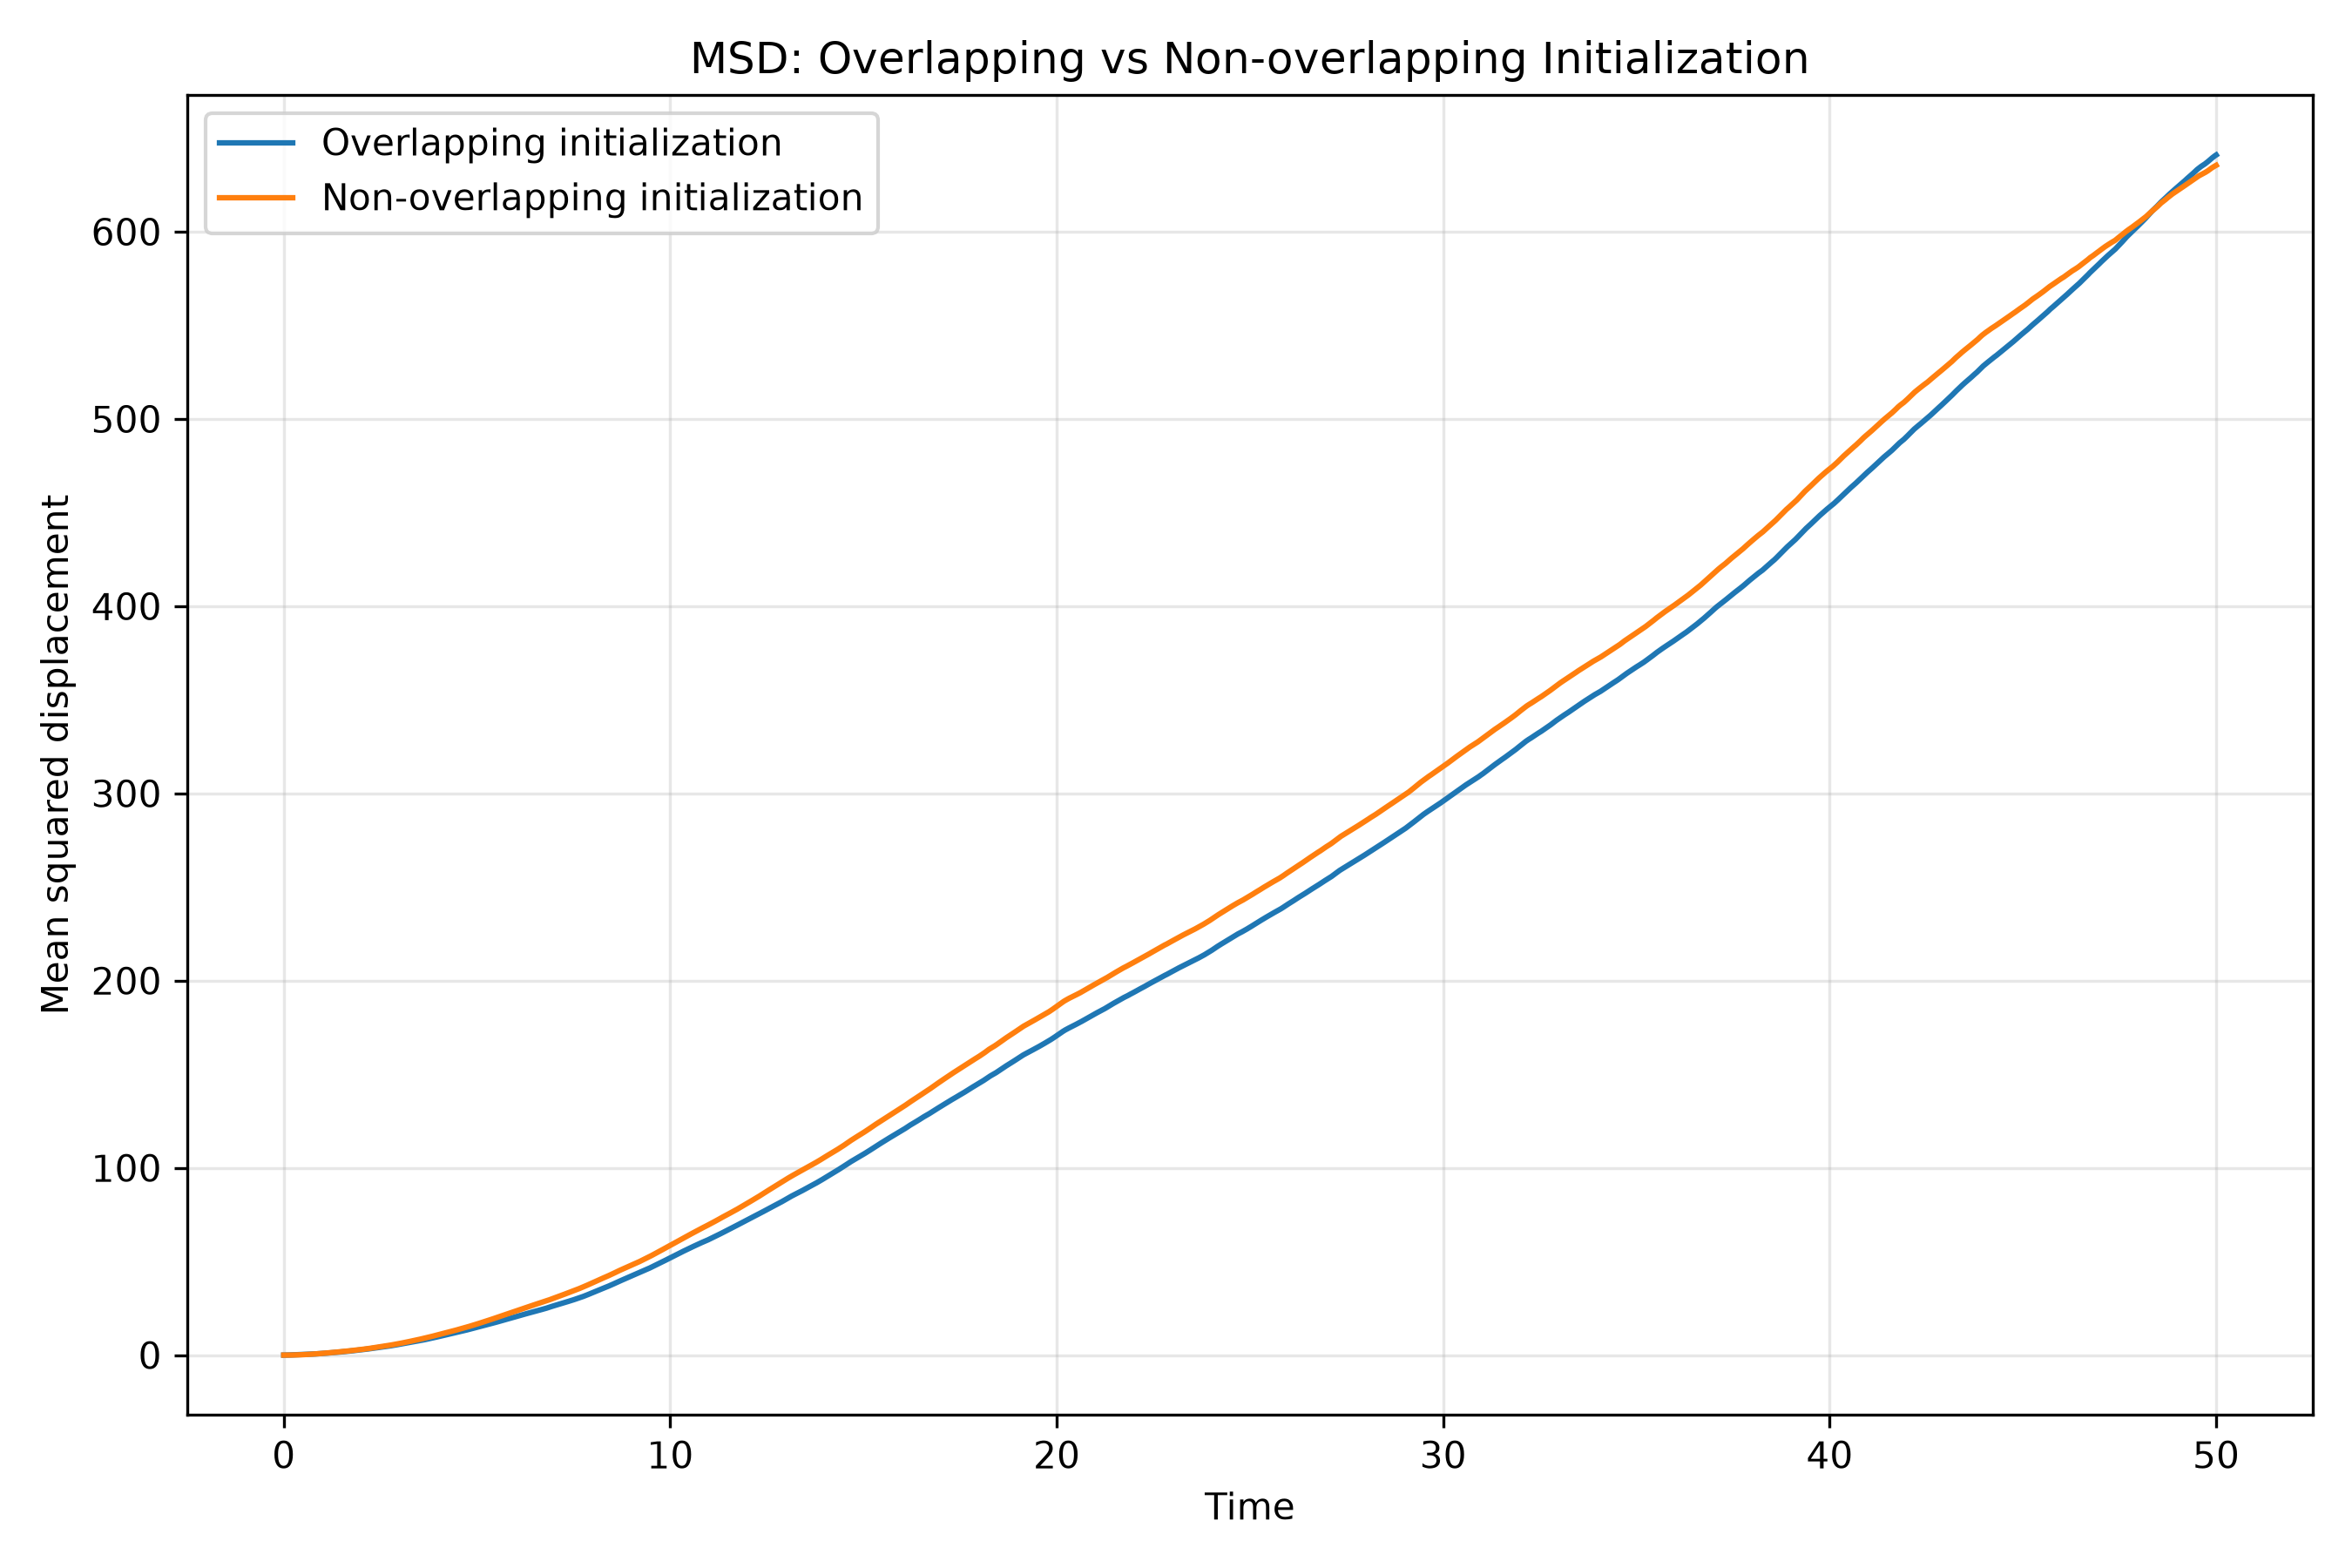 MSD: Overlapping vs Non-overlapping Initialization
Overlapping initialization
Non-overlapping initialization
Mean squared displacement
600
500
400
300
200
100
0
0 10 20 30 40 50
Time